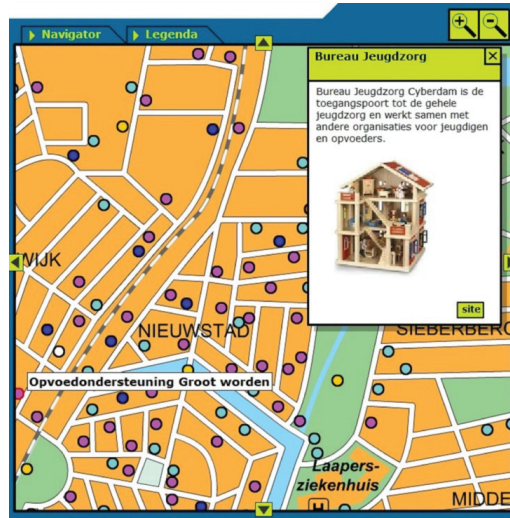 Navigator
Legenda
Bureau Jeugdzorg
Bureau Jeugdzorg Cyberdam is de
toegangspoort tot de gehele
jeugdzorg en werkt samen met
andere organisaties voor jeugdigen
en opvoeders.
site
WIJK
NIEUWSTAD
SIEBERBERG
Opvoedondersteuning Groot worden
Laapers-
ziekenhuis
H
MIDDE